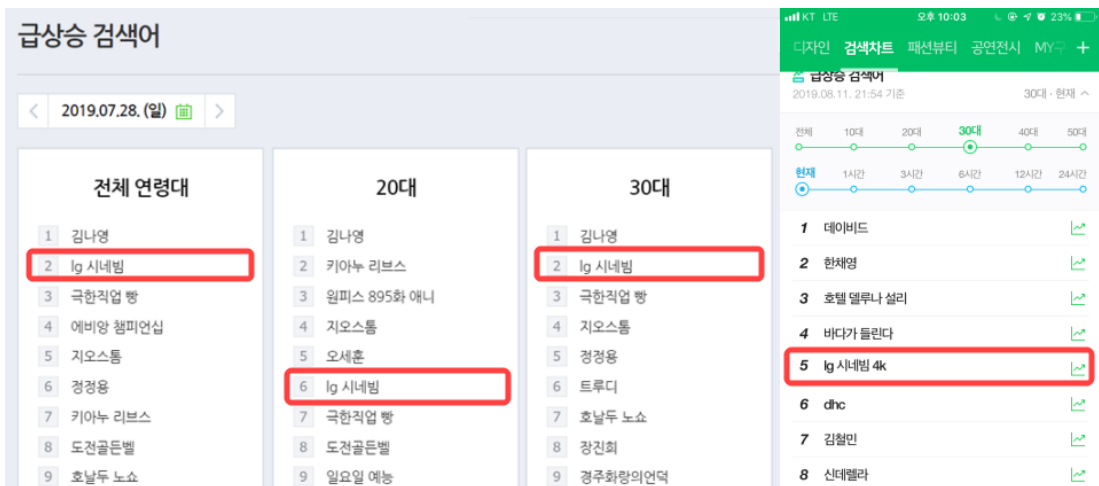 급상승 검색어
2019.07.28. (일)
전체 연령대
1 김나영
2 lg 시네빔
3 극한직업 빵
4 에비앙 챔피언십
5 지오스톰
6 정정용
7 키아누 리브스
8 도전골든벨
9 호날두 노쇼
20대
1 김나영
2 키아누 리브스
3 원피스 895화 애니
4 지오스톰
5 오세훈
6 lg 시네빔
7 극한직업 빵
8 도전골든벨
9 일요일 예능
30대
1 김나영
2 lg 시네빔
3 극한직업 빵
4 지오스톰
5 정정용
6 트루디
7 호날두 노쇼
8 장진희
9 경주화랑의언덕
KT LTE 오후 10:03 23%
디자인 검색차트 패션뷰티 공연전시 MY
급상승 검색어
2019.08.11. 21:54 기준 30대 · 현재
전체 10대 20대 30대 40대 50대
현재 1시간 3시간 6시간 12시간 24시간
1 데이비드
2 한채영
3 호텔 델루나 설리
4 바다가 들린다
5 lg 시네빔 4k
6 dhc
7 김철민
8 신데렐라